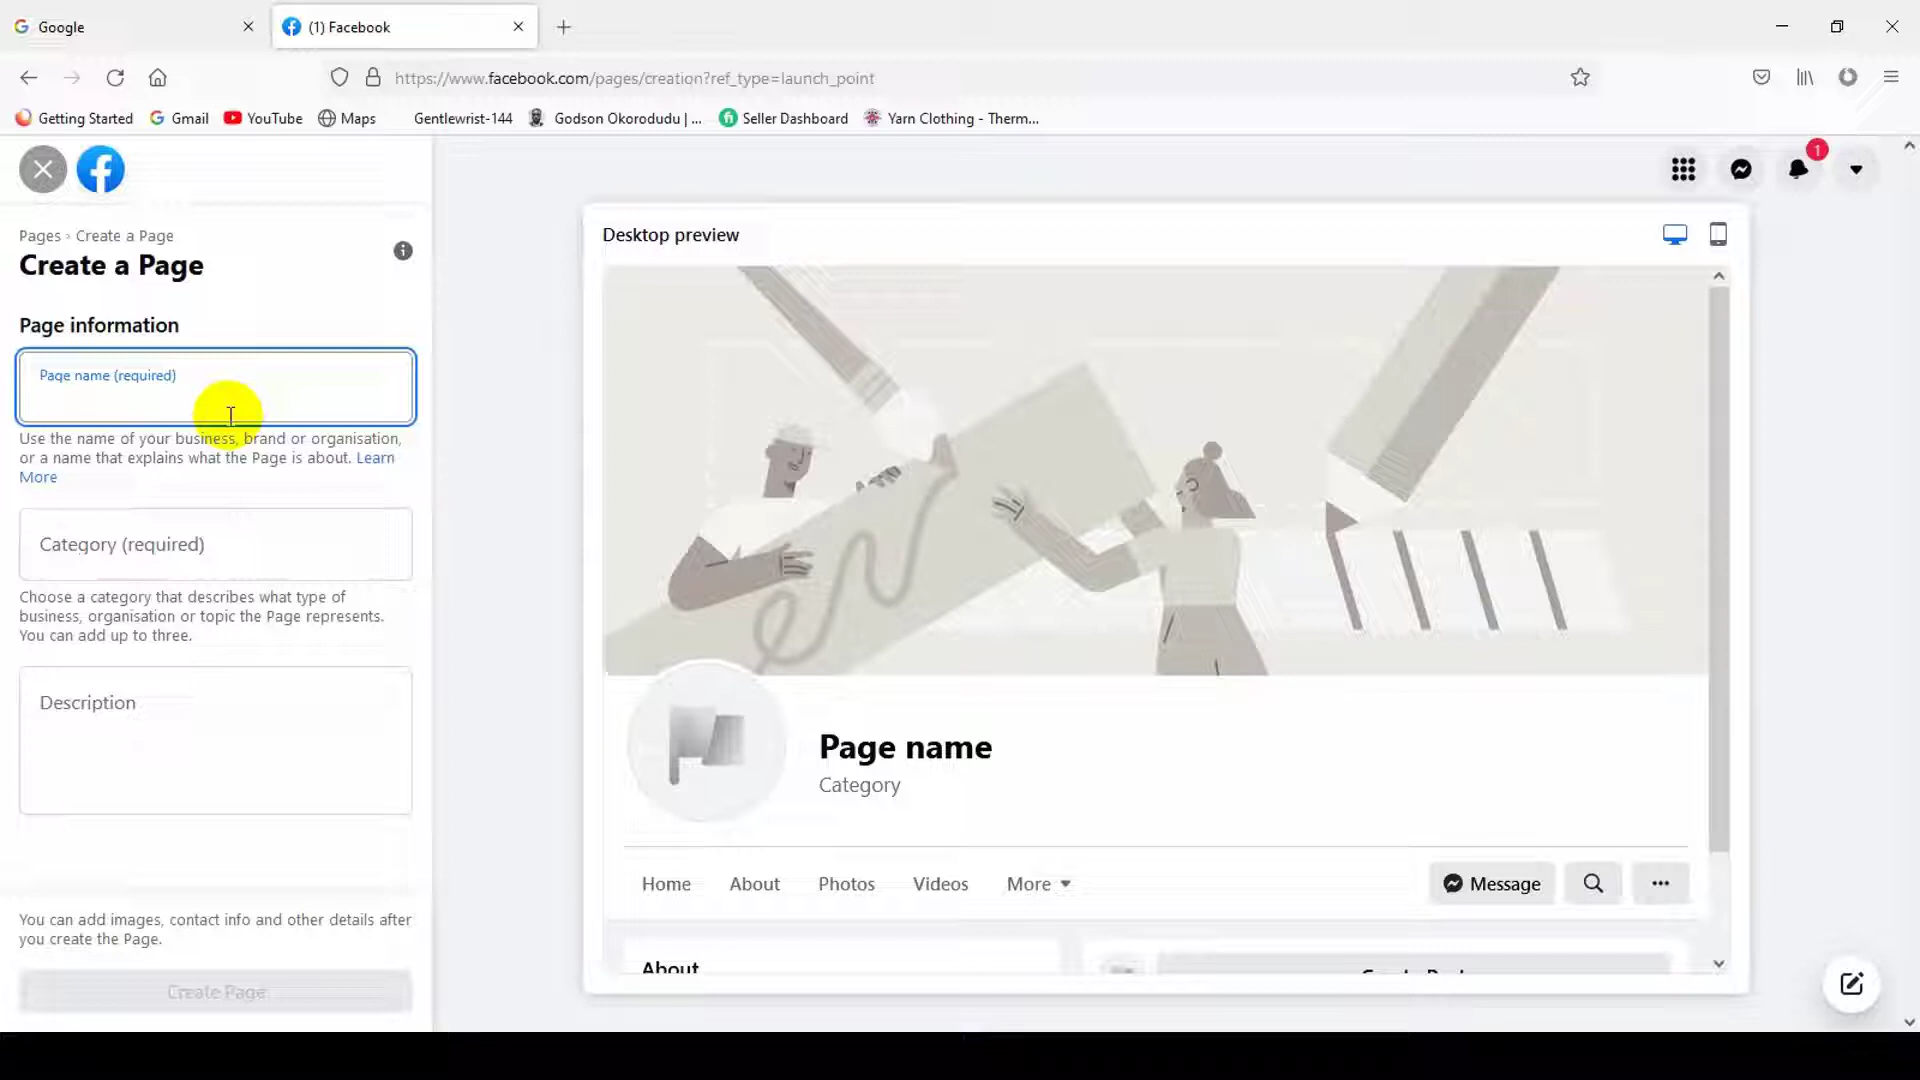 Google
(1) Facebook
https://www.facebook.com/pages/creation?ref_type=launch_point
Getting Started
Gmail
YouTube
Maps
Gentlewrist-144
Godson Okorodudu | ...
Seller Dashboard
Yarn Clothing - Therm...
1
Pages › Create a Page
Create a Page
Page information
Page name (required)
Use the name of your business, brand or organisation,
or a name that explains what the Page is about. Learn
More
Category (required)
Choose a category that describes what type of
business, organisation or topic the Page represents.
You can add up to three.
Description
You can add images, contact info and other details after
you create the Page.
Create Page
Desktop preview
Page name
Category
Home
About
Photos
Videos
More
Message
About